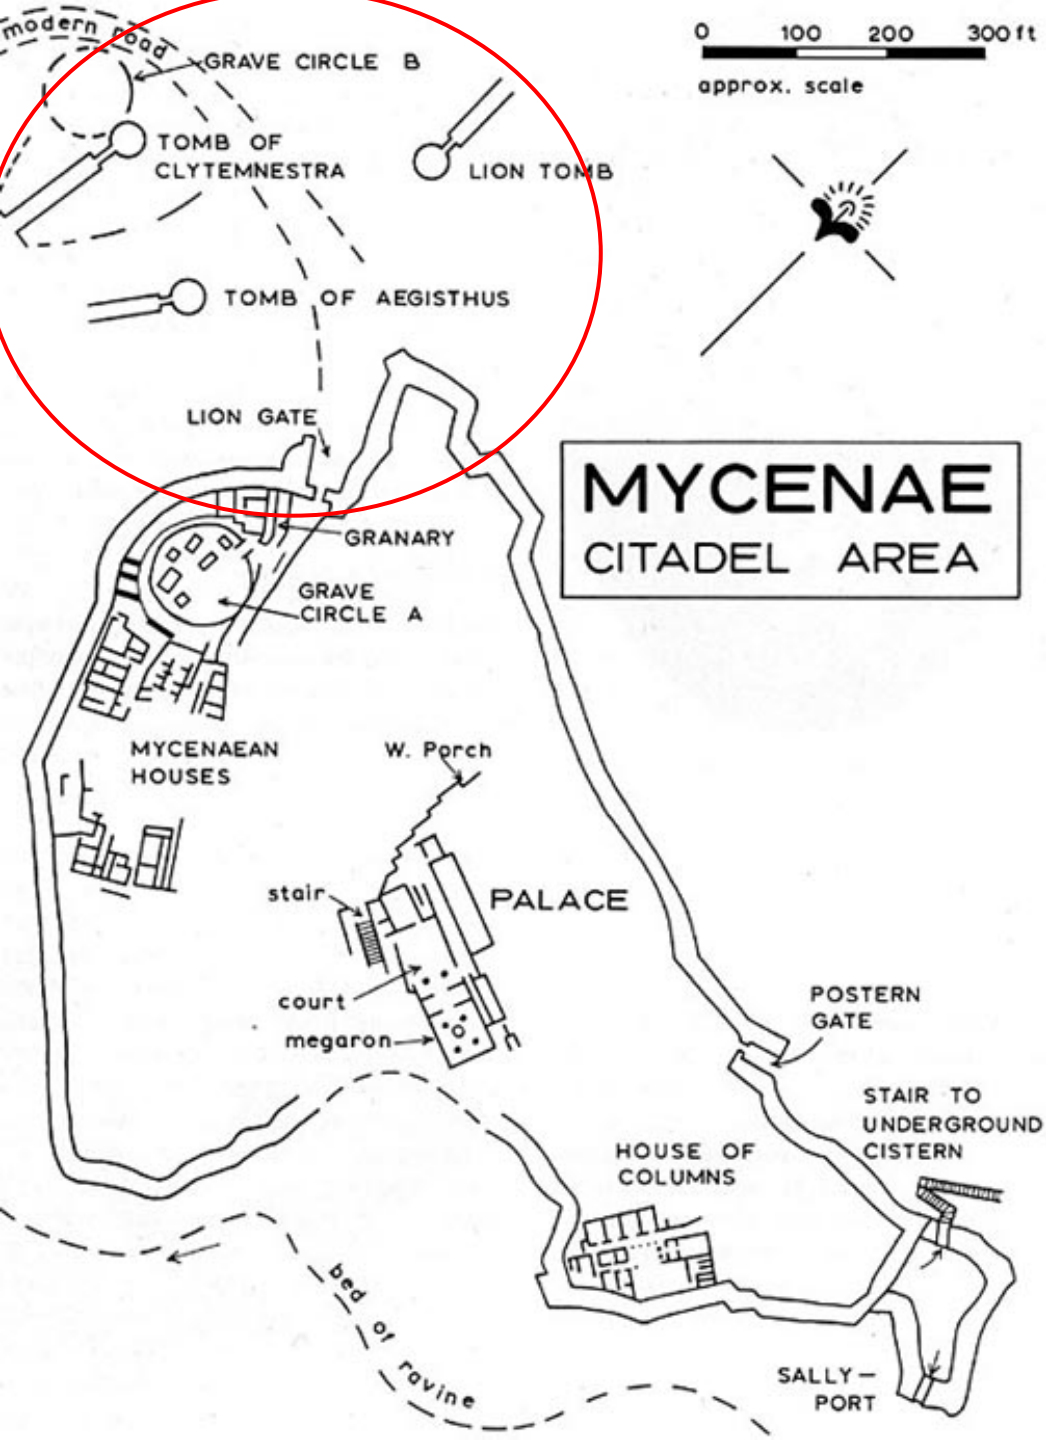 modern road
GRAVE CIRCLE B
0 100 200 300 ft
approx. scale
TOMB OF
CLYTEMNESTRA
LION TOMB
TOMB OF AEGISTHUS
LION GATE
MYCENAE
CITADEL AREA
GRANARY
GRAVE
CIRCLE A
MYCENAEAN
HOUSES
W. Porch
stair
PALACE
court
megaron
POSTERN
GATE
STAIR TO
UNDERGROUND
CISTERN
HOUSE OF
COLUMNS
bed of ravine
SALLY-
PORT